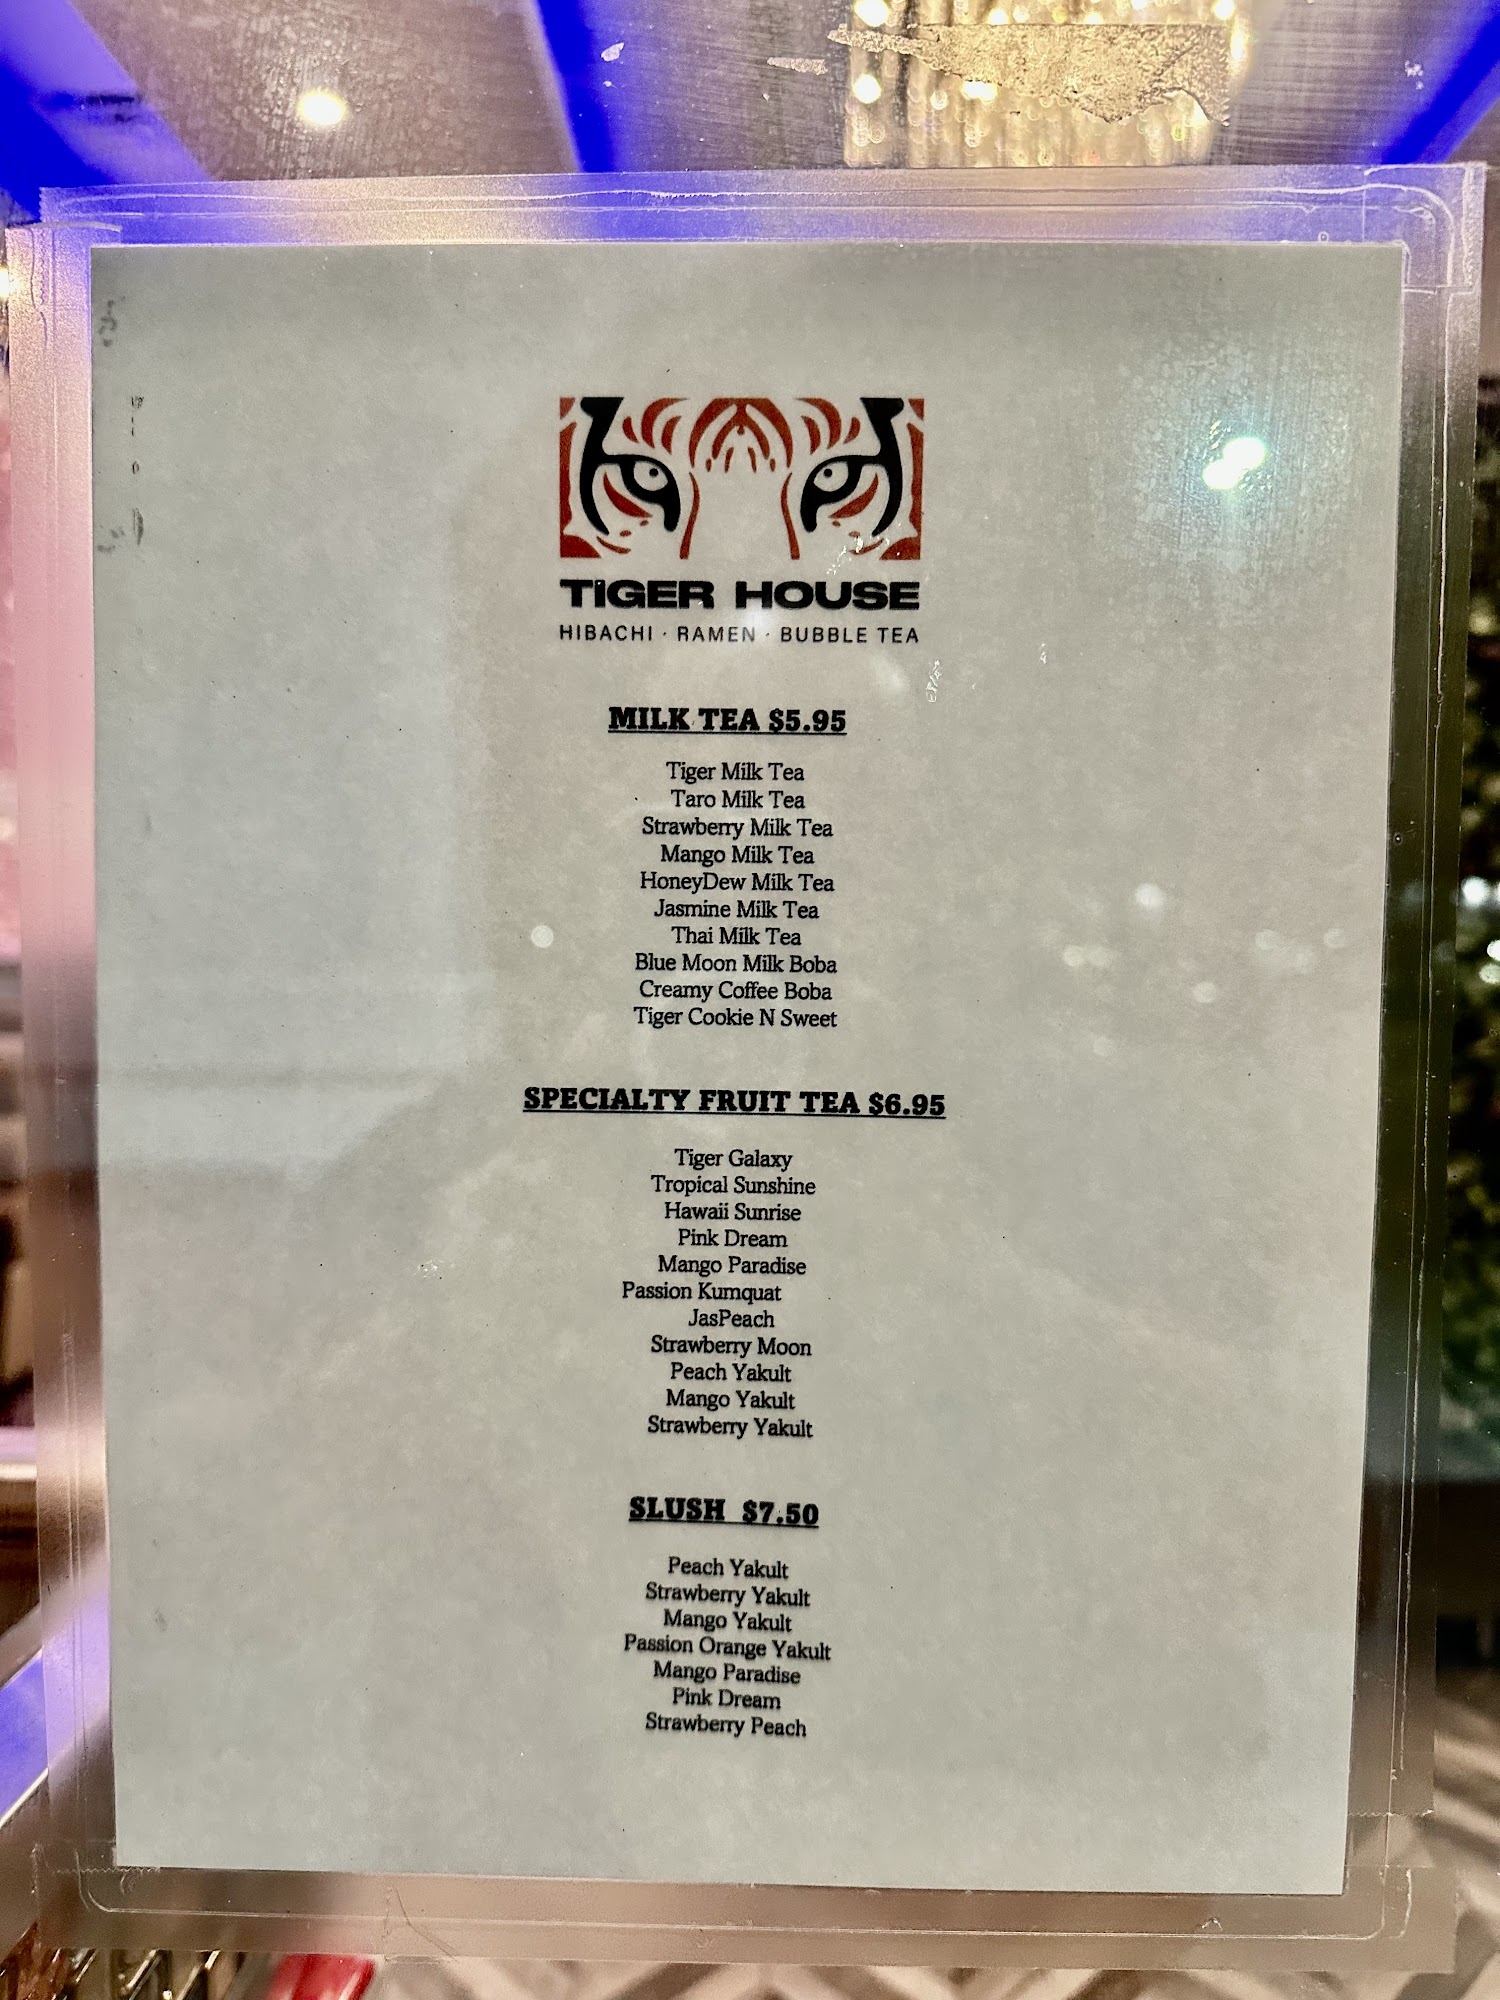 TIGER HOUSE
HIBACHI · RAMEN · BUBBLE TEA
MILK TEA $5.95
Tiger Milk Tea
Taro Milk Tea
Strawberry Milk Tea
Mango Milk Tea
HoneyDew Milk Tea
Jasmine Milk Tea
Thai Milk Tea
Blue Moon Milk Boba
Creamy Coffee Boba
Tiger Cookie N Sweet
SPECIALTY FRUIT TEA $6.95
Tiger Galaxy
Tropical Sunshine
Hawaii Sunrise
Pink Dream
Mango Paradise
Passion Kumquat
JasPeach
Strawberry Moon
Peach Yakult
Mango Yakult
Strawberry Yakult
SLUSH $7.50
Peach Yakult
Strawberry Yakult
Mango Yakult
Passion Orange Yakult
Mango Paradise
Pink Dream
Strawberry Peach